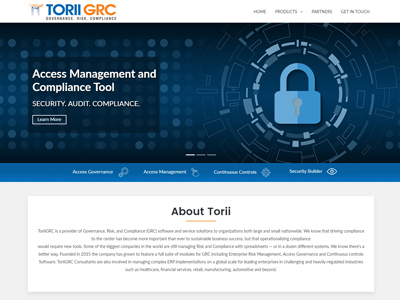 TORII GRC
GOVERNANCE. RISK. COMPLIANCE
HOME PRODUCTS PARTNERS GET IN TOUCH
Access Management and
Compliance Tool
SECURITY. AUDIT. COMPLIANCE.
Learn More
Access Governance Access Management Continuous Controls Security Builder
About Torii
ToriiGRC is a provider of Governance, Risk, and Compliance (GRC) software and service solutions to organizations both large and small nationwide. We know that driving compliance
to the center has become more important than ever to sustainable business success, but that operationalizing compliance
would require new tools. Some of the biggest companies in the world are still managing Risk and Compliance with spreadsheets — or in a dozen different systems. We know there's a
better way. Founded in 2015 the company has grown to feature a full suite of modules for GRC including Enterprise Risk Management, Access Governance and Continuous Controls
Software. ToriiGRC Consultants are also involved in managing complex ERP implementations on a global scale for leading enterprises in challenging and heavily-regulated industries
such as healthcare, financial services, retail, manufacturing, automotive and beyond.